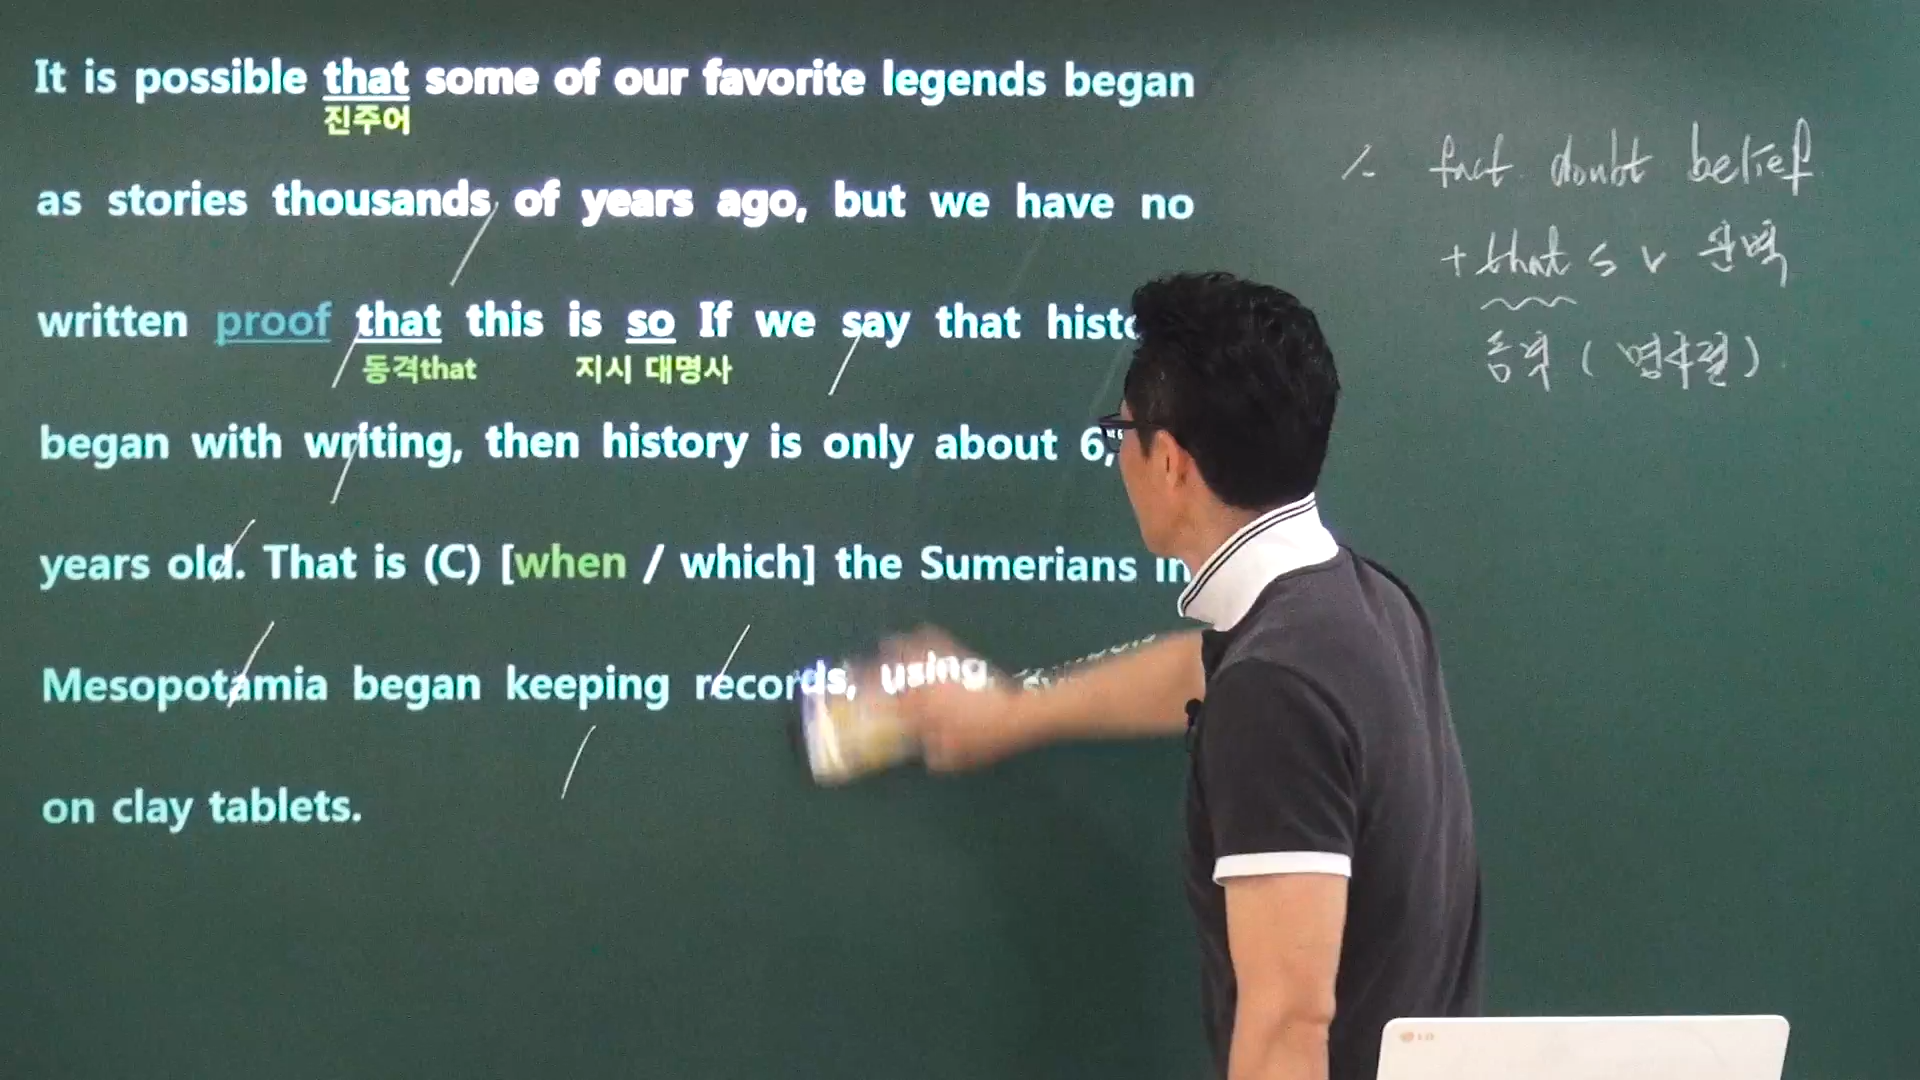 It is possible that some of our favorite legends began
진주어
as stories thousands of years ago, but we have no
written proof that this is so If we say that
동격that 지시 대명사
began with writing, then history is only about 6,
years old. That is (C) [when / which] the Sumerians in
Mesopotamia began keeping records, using
on clay tablets.
fact doubt belief
+ that S V 완벽
동격 (명사절)
LG